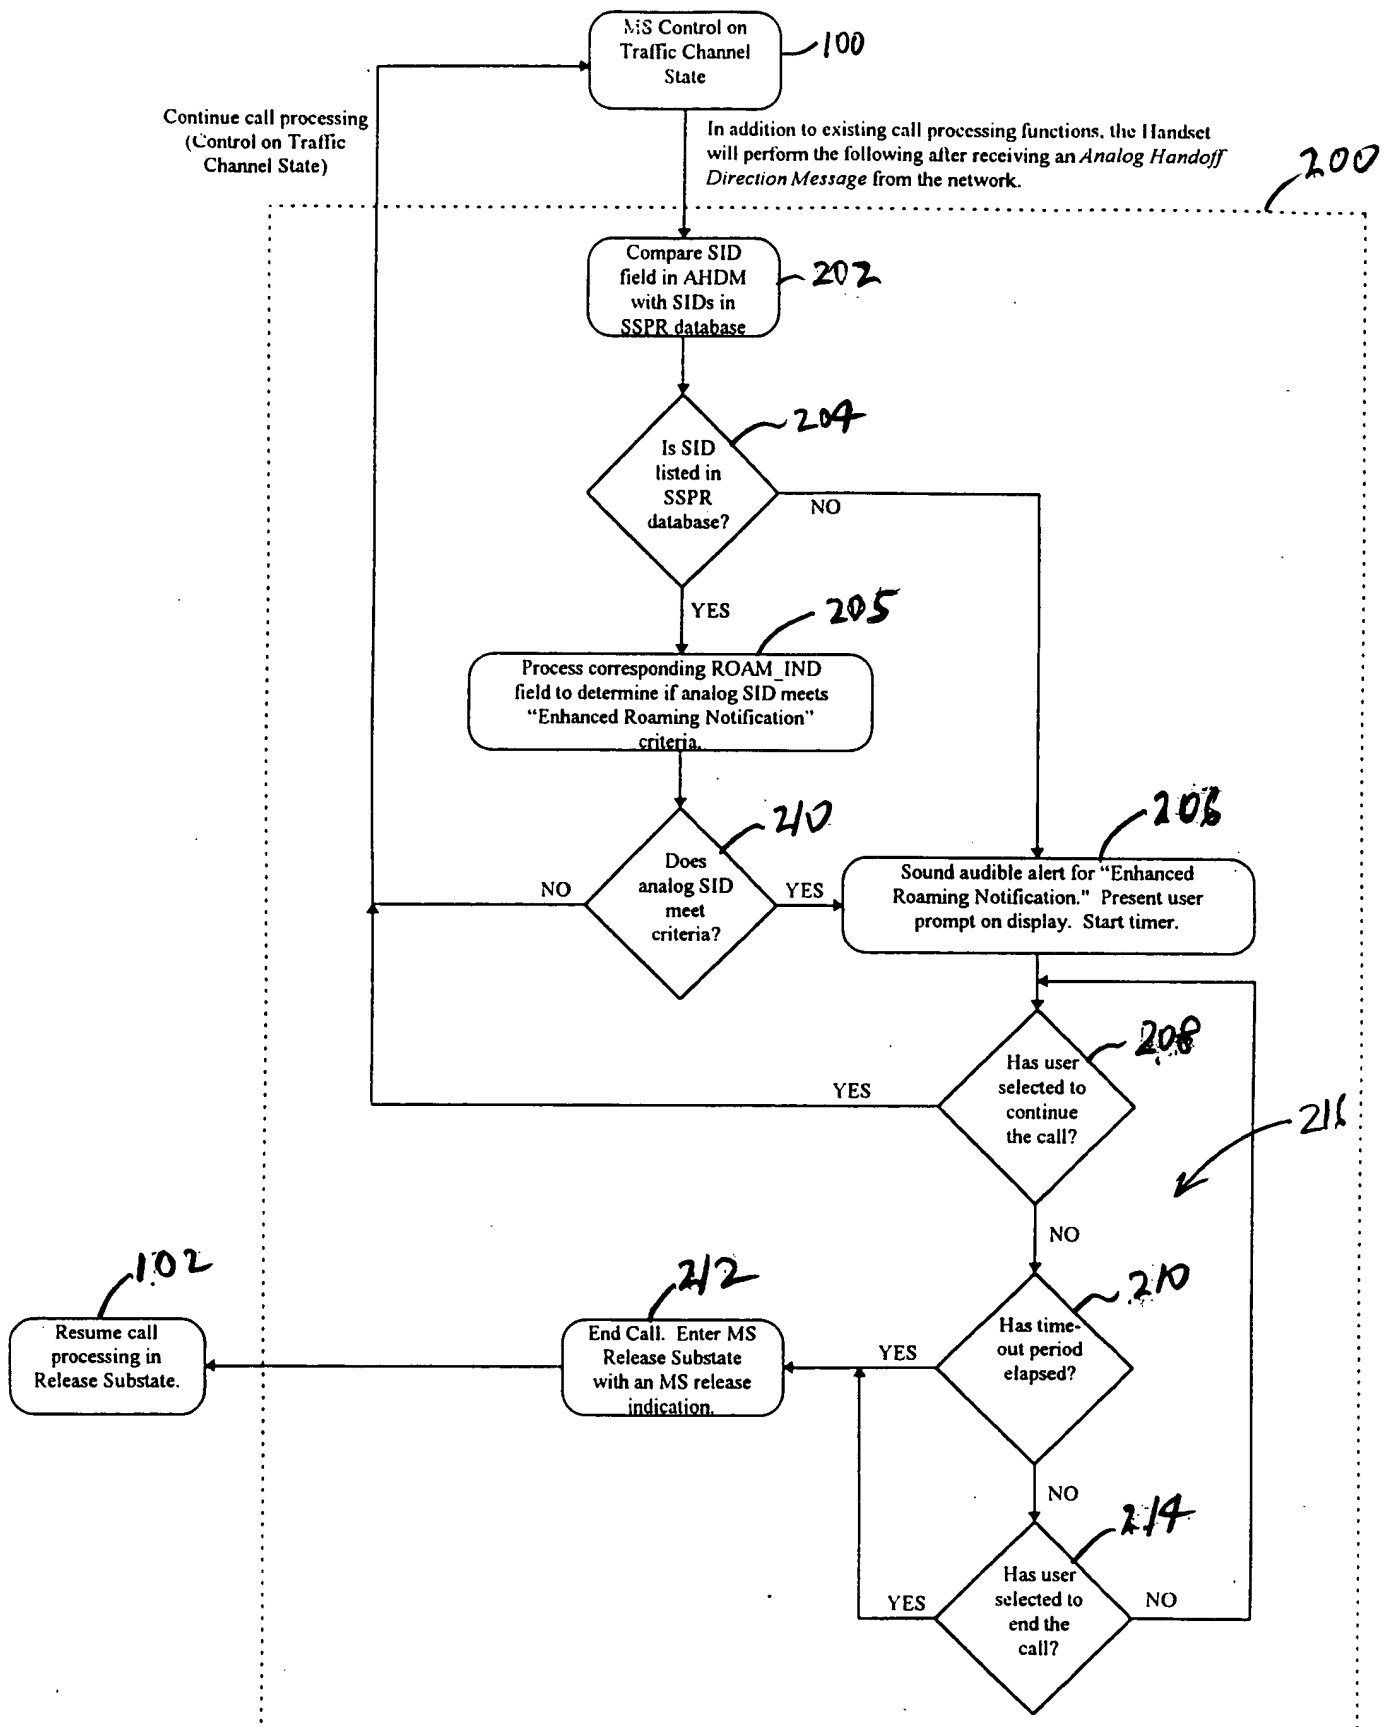 MS Control on
Traffic Channel
State
100
Continue call processing
(Control on Traffic
Channel State)
In addition to existing call processing functions, the Handset
will perform the following after receiving an Analog Handoff
Direction Message from the network.
200
Compare SID
field in AHDM
with SIDs in
SSPR database
202
204
Is SID
listed in
SSPR
database?
NO
YES
205
Process corresponding ROAM_IND
field to determine if analog SID meets
“Enhanced Roaming Notification”
criteria.
210
Does
analog SID
meet
criteria?
NO
YES
206
Sound audible alert for “Enhanced
Roaming Notification." Present user
prompt on display. Start timer.
208
Has user
selected to
continue
the call?
YES
216
NO
102
212
210
Resume call
processing in
Release Substate.
End Call. Enter MS
Release Substate
with an MS release
indication.
YES
Has time-
out period
elapsed?
NO
214
Has user
selected to
end the
call?
YES
NO